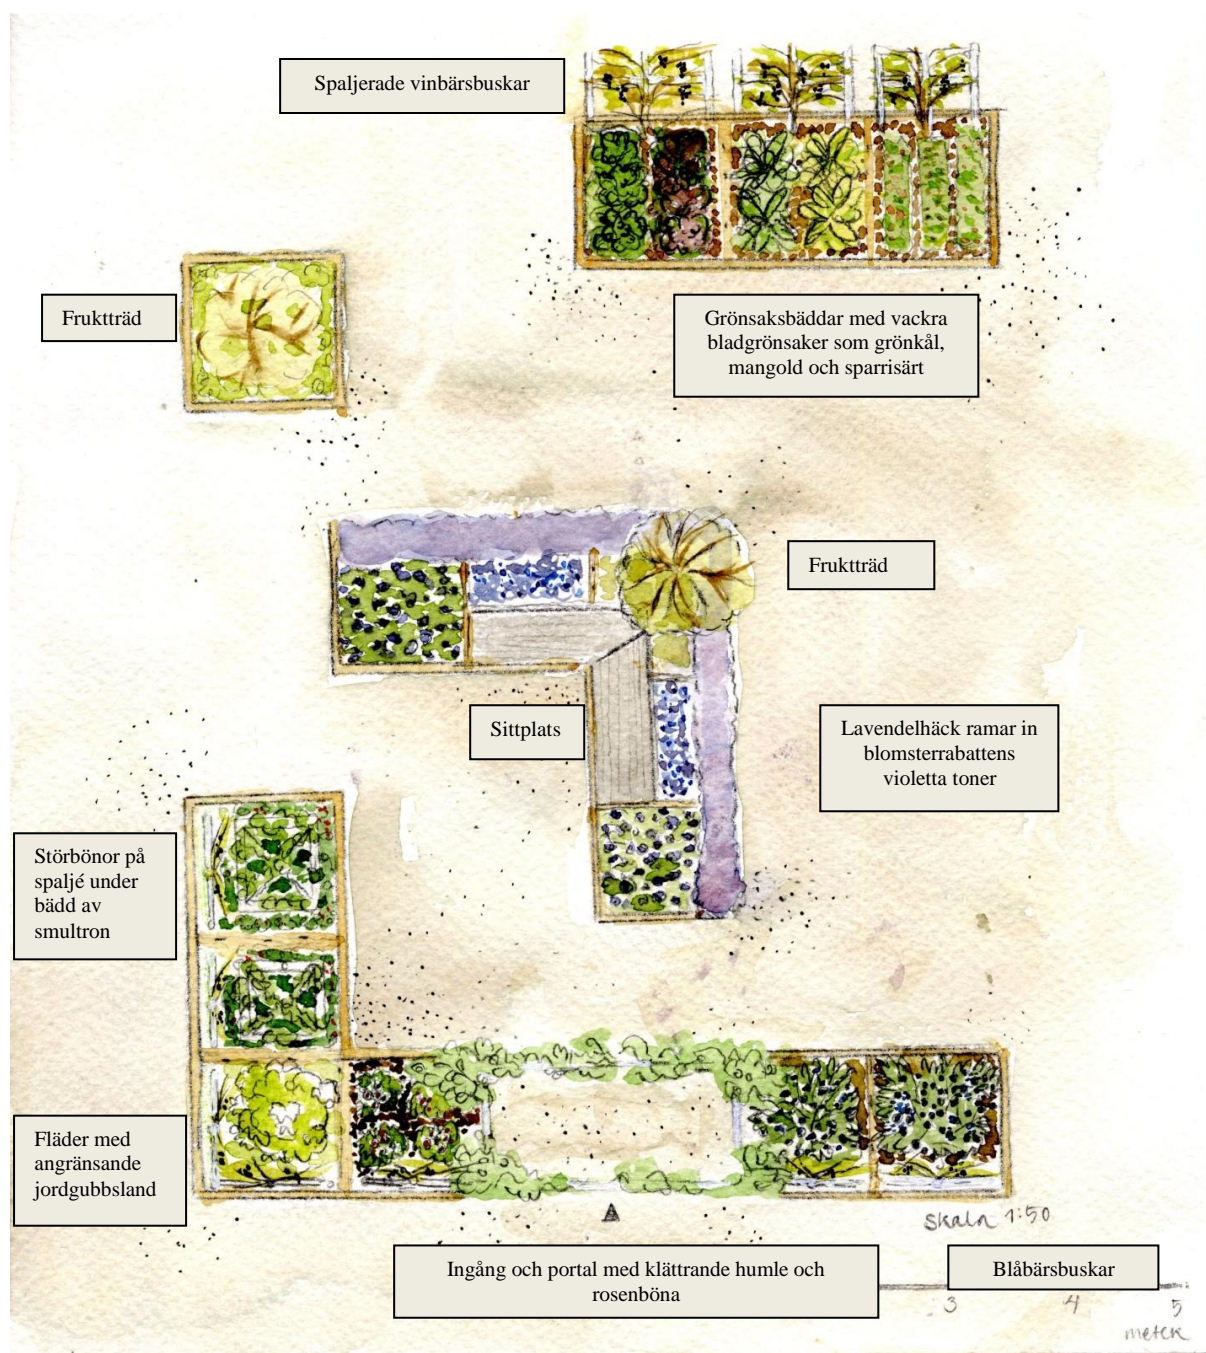 Spaljerade vinbärsbuskar
Fruktträd
Grönsaksbäddar med vackra
bladgrönsaker som grönkål,
mangold och sparrisärt
Fruktträd
Sittplats
Lavendelhäck ramar in
blomsterrabattens
violetta toner
Störbönor på
spaljé under
bädd av
smultron
Fläder med
angränsande
jordgubbsland
Skala 1:50
Ingång och portal med klättrande humle och
rosenböna
Blåbärsbuskar
3 4 5
meter